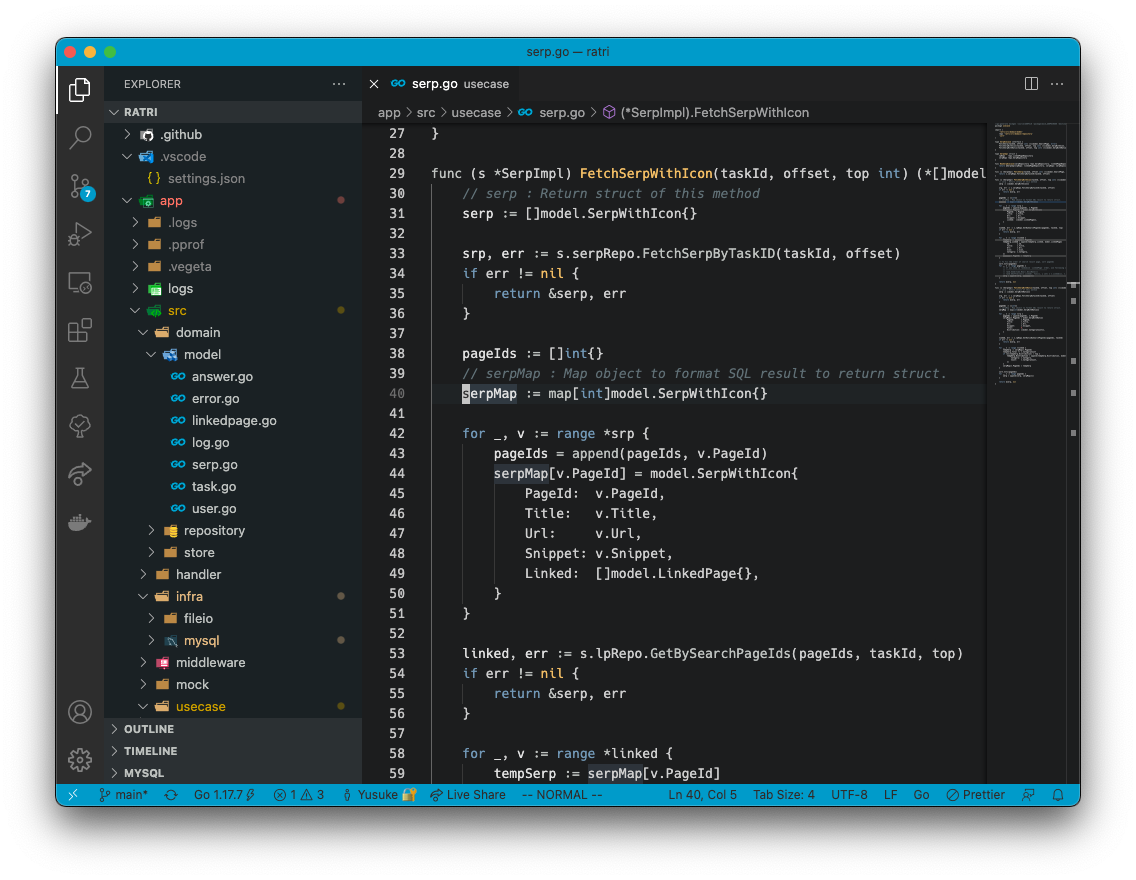 serp.go — ratri
EXPLORER
RATRI
.github
.vscode
{ } settings.json
app
.logs
.pprof
.vegeta
logs
src
domain
model
GO answer.go
GO error.go
GO linkedpage.go
GO log.go
GO serp.go
GO task.go
GO user.go
repository
store
handler
infra
fileio
mysql
middleware
mock
usecase
OUTLINE
TIMELINE
MYSQL
7
GO serp.go usecase
app > src > usecase > GO serp.go > (*SerpImpl).FetchSerpWithIcon
27 }
28
29 func (s *SerpImpl) FetchSerpWithIcon(taskId, offset, top int) (*[]model
30 // serp : Return struct of this method
31 serp := []model.SerpWithIcon{}
32
33 srp, err := s.serpRepo.FetchSerpByTaskID(taskId, offset)
34 if err != nil {
35 return &serp, err
36 }
37
38 pageIds := []int{}
39 // serpMap : Map object to format SQL result to return struct.
40 serpMap := map[int]model.SerpWithIcon{}
41
42 for _, v := range *srp {
43 pageIds = append(pageIds, v.PageId)
44 serpMap[v.PageId] = model.SerpWithIcon{
45 PageId: v.PageId,
46 Title: v.Title,
47 Url: v.Url,
48 Snippet: v.Snippet,
49 Linked: []model.LinkedPage{},
50 }
51 }
52
53 linked, err := s.lpRepo.GetBySearchPageIds(pageIds, taskId, top)
54 if err != nil {
55 return &serp, err
56 }
57
58 for _, v := range *linked {
59 tempSerp := serpMap[v.PageId]
main* Go 1.17.7 1 3 Yusuke Live Share -- NORMAL -- Ln 40, Col 5 Tab Size: 4 UTF-8 LF Go Prettier